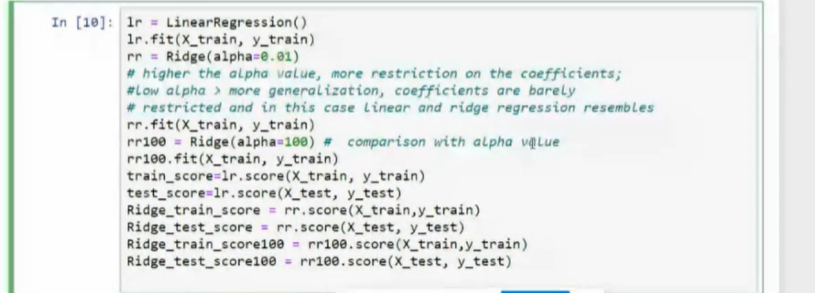 In [10]: lr = LinearRegression()
lr.fit(X_train, y_train)
rr = Ridge(alpha=0.01)
# higher the alpha value, more restriction on the coefficients;
#low alpha > more generalization, coefficients are barely
# restricted and in this case linear and ridge regression resembles
rr.fit(X_train, y_train)
rr100 = Ridge(alpha=100) #  comparison with alpha value
rr100.fit(X_train, y_train)
train_score=lr.score(X_train, y_train)
test_score=lr.score(X_test, y_test)
Ridge_train_score = rr.score(X_train,y_train)
Ridge_test_score = rr.score(X_test, y_test)
Ridge_train_score100 = rr100.score(X_train,y_train)
Ridge_test_score100 = rr100.score(X_test, y_test)